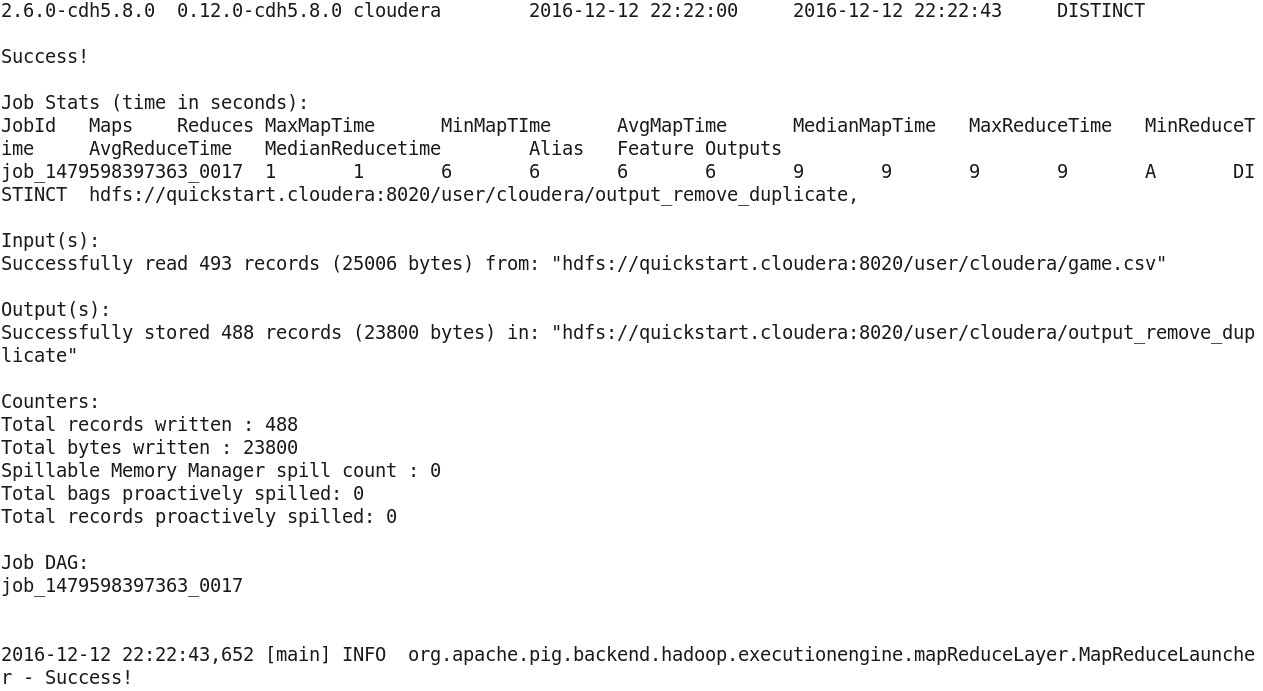 2.6.0-cdh5.8.0  0.12.0-cdh5.8.0 cloudera        2016-12-12 22:22:00     2016-12-12 22:22:43     DISTINCT
Success!
Job Stats (time in seconds):
JobId   Maps    Reduces MaxMapTime      MinMapTIme      AvgMapTime      MedianMapTime   MaxReduceTime   MinReduceT
ime     AvgReduceTime   MedianReducetime        Alias   Feature Outputs
job_1479598397363_0017  1       1       6       6       6       6       9       9       9       9       A       DI
STINCT  hdfs://quickstart.cloudera:8020/user/cloudera/output_remove_duplicate,
Input(s):
Successfully read 493 records (25006 bytes) from: "hdfs://quickstart.cloudera:8020/user/cloudera/game.csv"
Output(s):
Successfully stored 488 records (23800 bytes) in: "hdfs://quickstart.cloudera:8020/user/cloudera/output_remove_dup
licate"
Counters:
Total records written : 488
Total bytes written : 23800
Spillable Memory Manager spill count : 0
Total bags proactively spilled: 0
Total records proactively spilled: 0
Job DAG:
job_1479598397363_0017
2016-12-12 22:22:43,652 [main] INFO  org.apache.pig.backend.hadoop.executionengine.mapReduceLayer.MapReduceLaunche
r - Success!